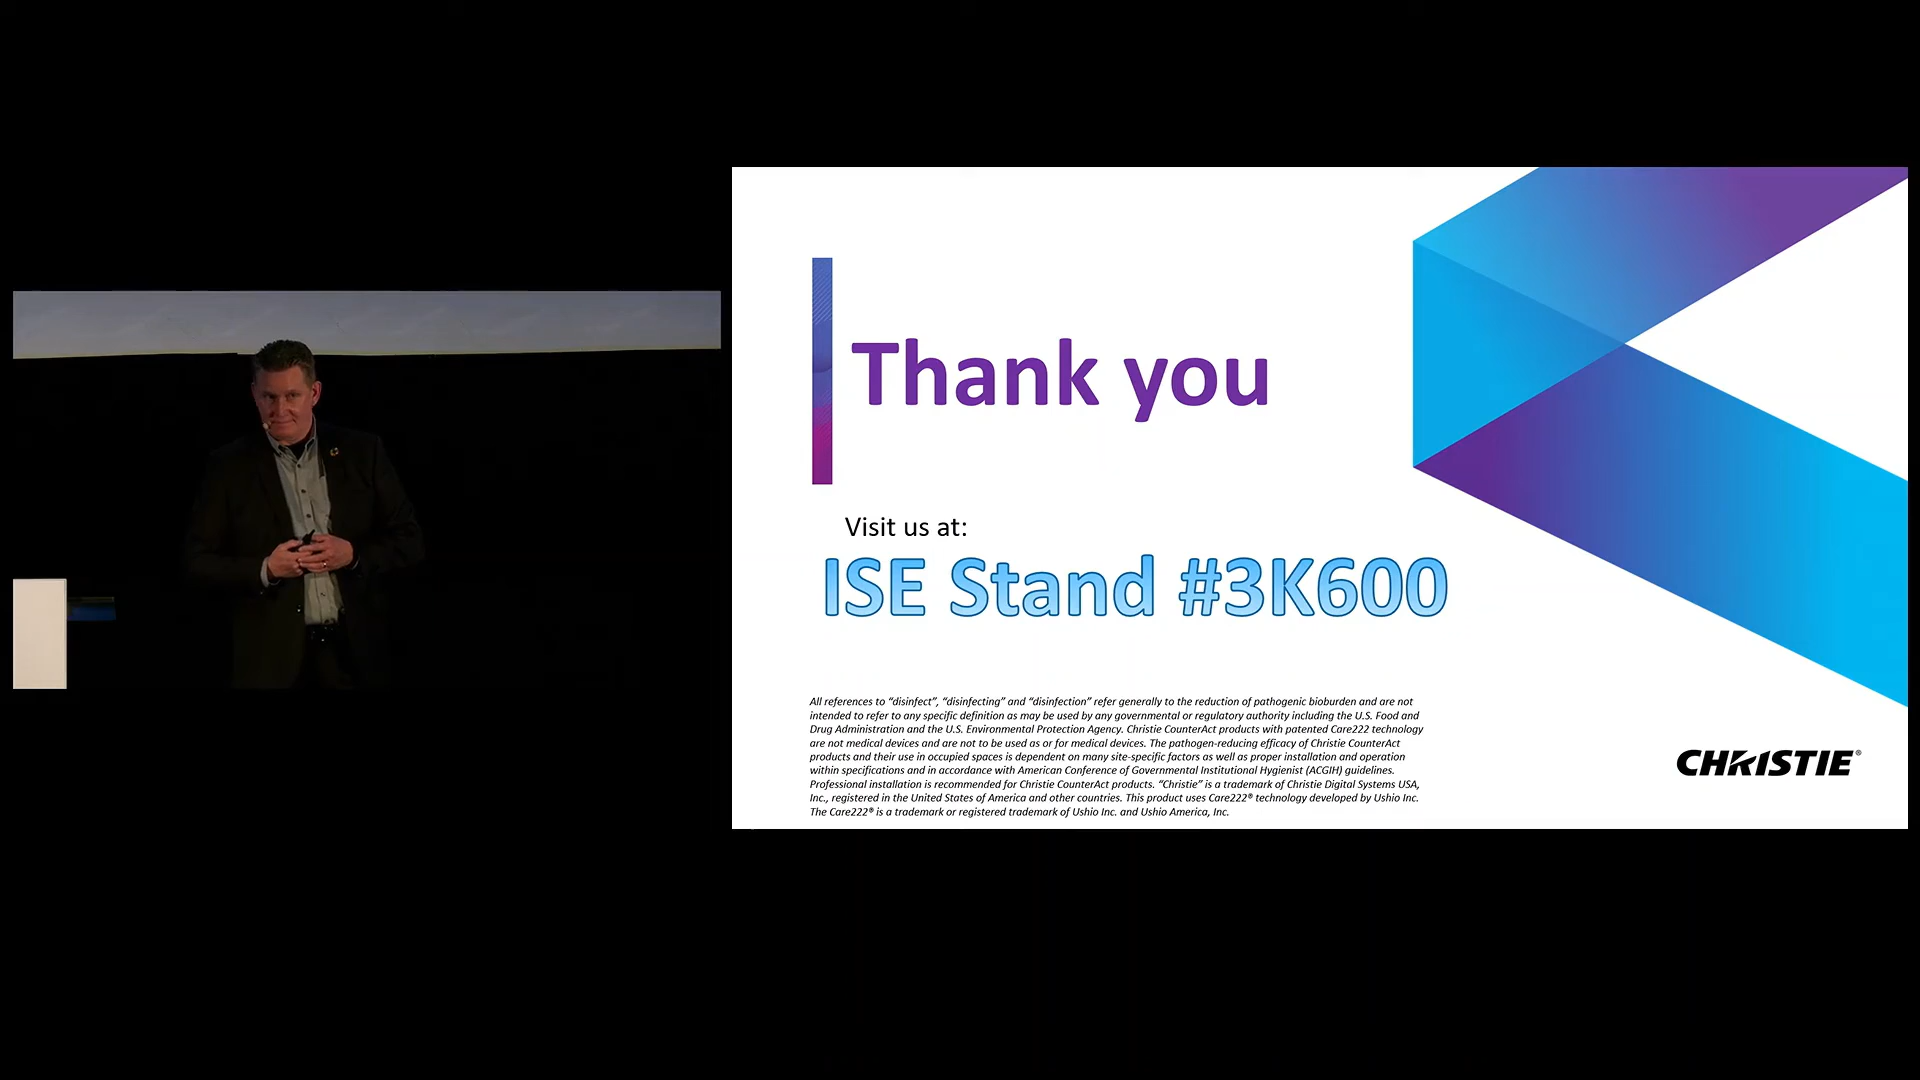 Thank you
Visit us at:
ISE Stand #3K600
All references to “disinfect”, “disinfecting” and “disinfection” refer generally to the reduction of pathogenic bioburden and are not
intended to refer to any specific definition as may be used by any governmental or regulatory authority including the U.S. Food and
Drug Administration and the U.S. Environmental Protection Agency. Christie CounterAct products with patented Care222 technology
are not medical devices and are not to be used as or for medical devices. The pathogen-reducing efficacy of Christie CounterAct
products and their use in occupied spaces is dependent on many site-specific factors as well as proper installation and operation
within specifications and in accordance with American Conference of Governmental Institutional Hygienist (ACGIH) guidelines.
Professional installation is recommended for Christie CounterAct products. “Christie” is a trademark of Christie Digital Systems USA,
Inc., registered in the United States of America and other countries. This product uses Care222® technology developed by Ushio Inc.
The Care222® is a trademark or registered trademark of Ushio Inc. and Ushio America, Inc.
CHRISTIE®